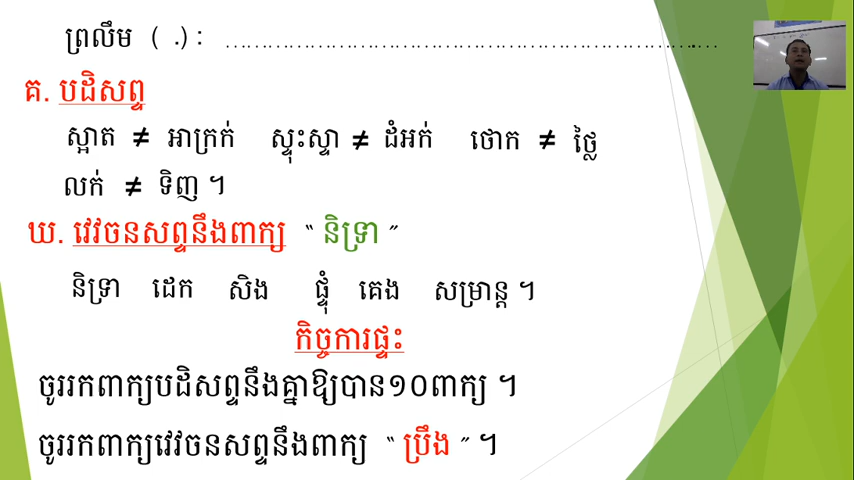 ព្រលឹម ( .) : ……………………………………………………………
គ. បដិសព្ទ
ស្អាត ≠ អាក្រក់ ស្ទុះស្ទា ≠ ដំអក់ ថោក ≠ ថ្លៃ
លក់ ≠ ទិញ ។
ឃ. វេវចនសព្ទនឹងពាក្ស “ និទ្រា ”
និទ្រា ដេក សិង ផ្ទុំ គេង សម្រាន្ត ។
កិច្ចការផ្ទះ
ចូររកពាក្យបដិសព្ទនឹងគ្នាឱ្យបាន១០ពាក្យ ។
ចូររកពាក្យវេវចនសព្ទនឹងពាក្យ “ ប្រឹង ” ។